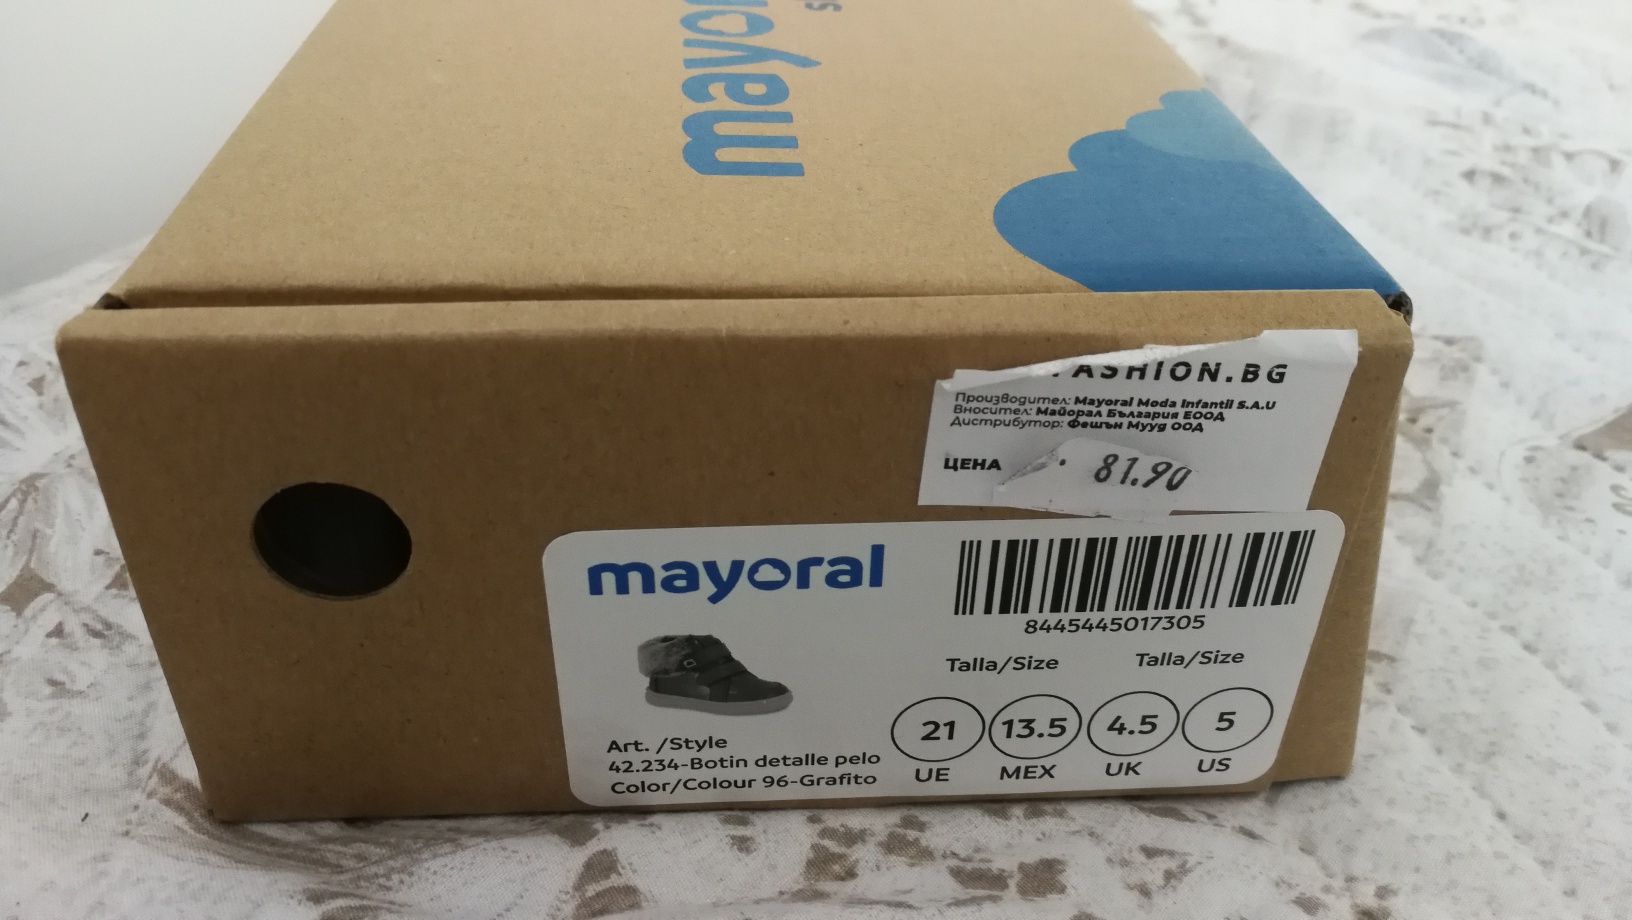 mayor
FASHION.BG
Производител: Mayoral Moda Infantil S.A.U
Вносител: Майорал България ЕООД
Дистрибутор: Фешън Мууд ООД
ЦЕНА 81.90
mayoral
8445445017305
Talla/Size Talla/Size
21 13.5 4.5 5
UE MEX UK US
Art. /Style
42.234-Botin detalle pelo
Color/Colour 96-Grafito